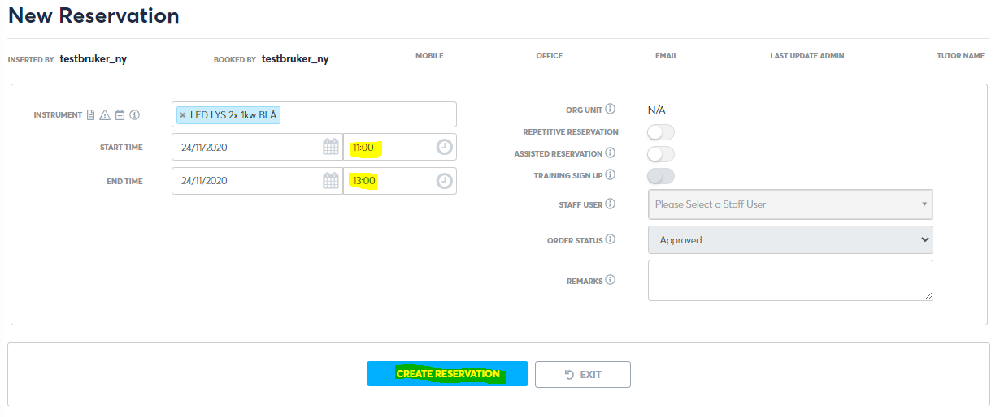 New Reservation
INSERTED BY testbruker_ny BOOKED BY testbruker_ny MOBILE OFFICE EMAIL LAST UPDATE ADMIN TUTOR NAME
INSTRUMENT × LED LYS 2x 1kw BLÅ
START TIME 24/11/2020 11:00
END TIME 24/11/2020 13:00
ORG UNIT N/A
REPETITIVE RESERVATION
ASSISTED RESERVATION
TRAINING SIGN UP
STAFF USER Please Select a Staff User
ORDER STATUS Approved
REMARKS
CREATE RESERVATION EXIT